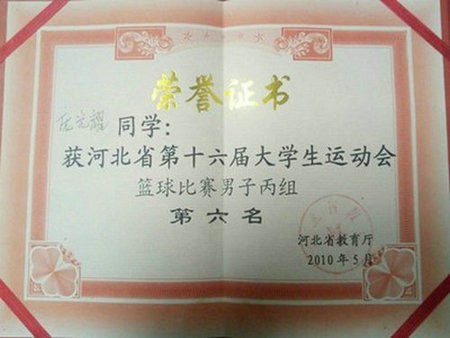 荣誉证书
同学：
获河北省第十六届大学生运动会
篮球比赛男子丙组
第六名
河北省教育厅
2010年5月